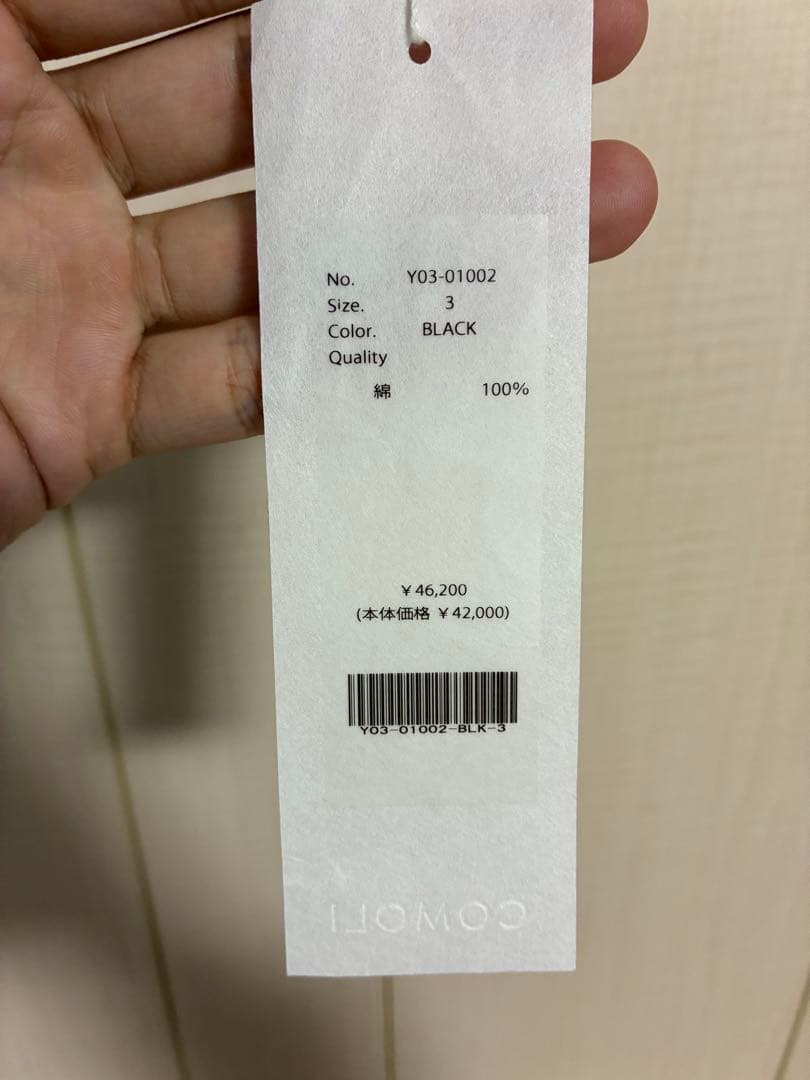 No. Y03-01002
Size. 3
Color. BLACK
Quality
綿 100%
¥46,200
(本体価格 ¥42,000)
Y03-01002-BLK-3
COMOLI